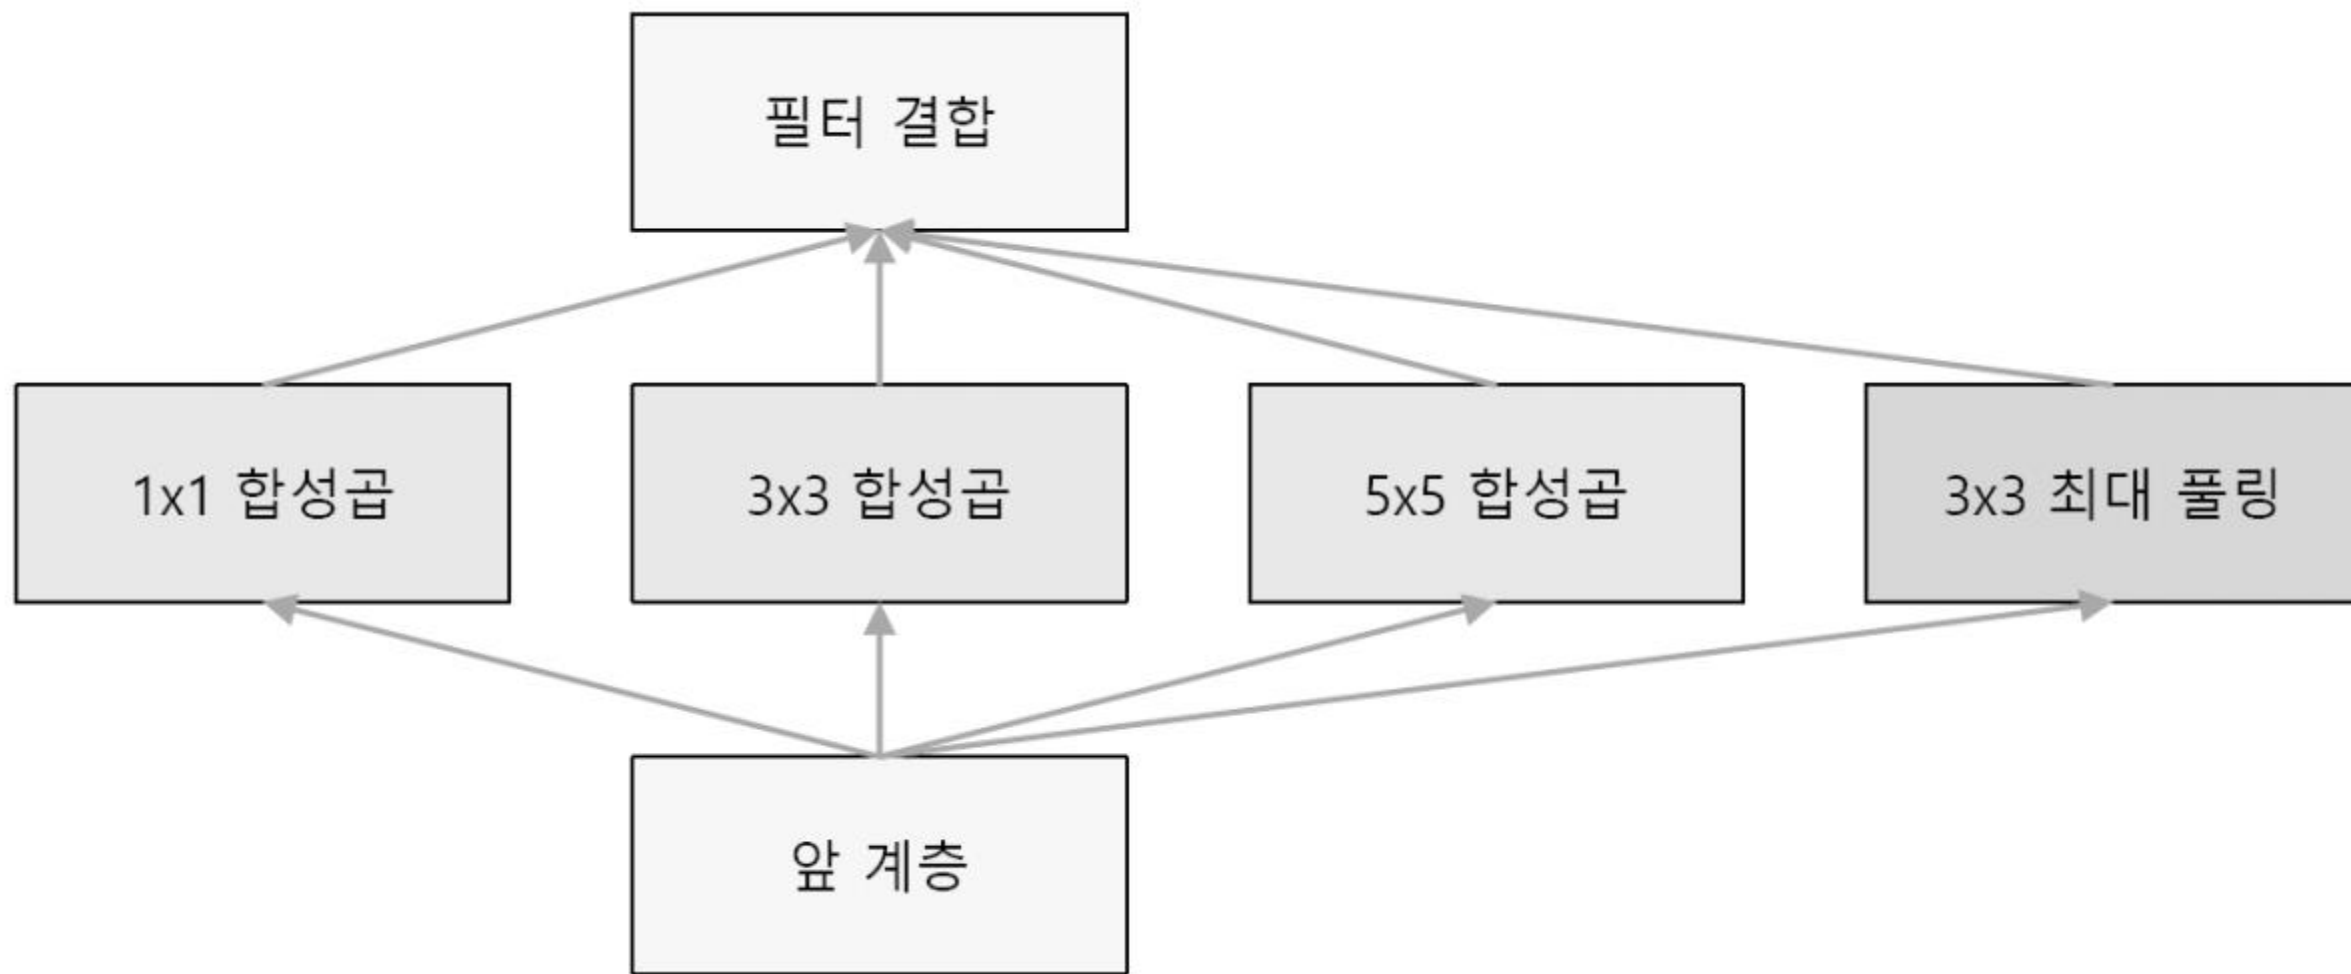 필터 결합
1x1 합성곱
3x3 합성곱
5x5 합성곱
3x3 최대 풀링
앞 계층